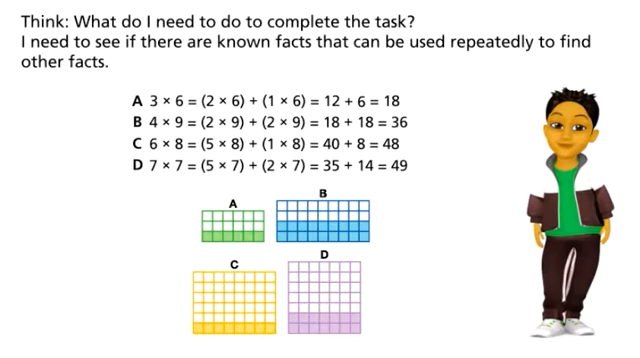 Think: What do I need to do to complete the task?
I need to see if there are known facts that can be used repeatedly to find
other facts.
A 3 × 6 = (2 × 6) + (1 × 6) = 12 + 6 = 18
B 4 × 9 = (2 × 9) + (2 × 9) = 18 + 18 = 36
C 6 × 8 = (5 × 8) + (1 × 8) = 40 + 8 = 48
D 7 × 7 = (5 × 7) + (2 × 7) = 35 + 14 = 49
A
B
C
D